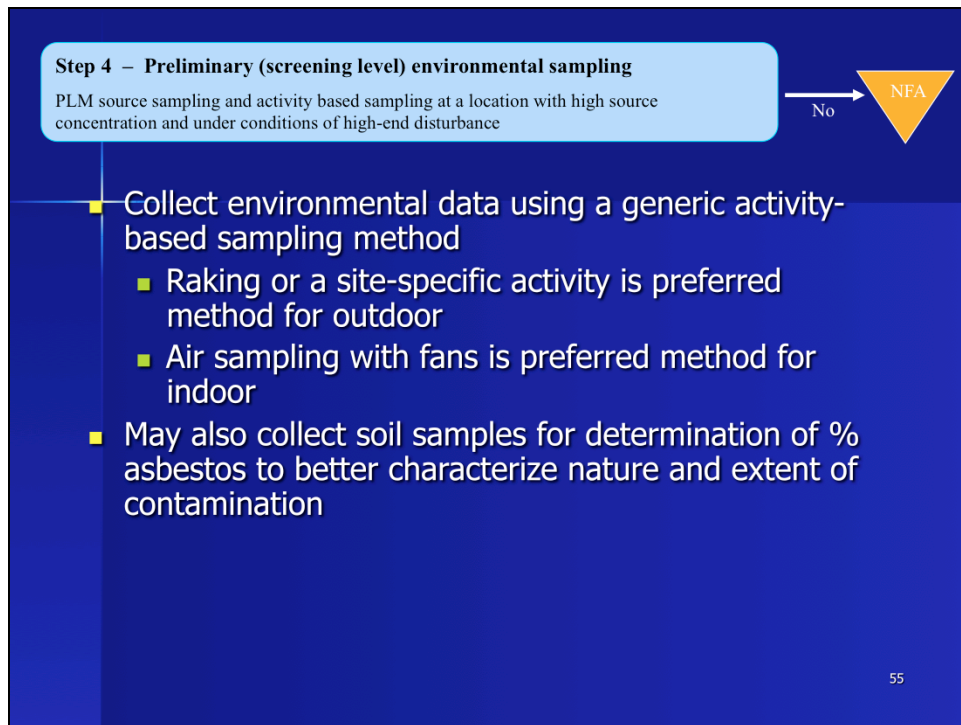 Step 4 – Preliminary (screening level) environmental sampling
PLM source sampling and activity based sampling at a location with high source
concentration and under conditions of high-end disturbance
No
NFA
Collect environmental data using a generic activity-
based sampling method
Raking or a site-specific activity is preferred
method for outdoor
Air sampling with fans is preferred method for
indoor
May also collect soil samples for determination of %
asbestos to better characterize nature and extent of
contamination
55